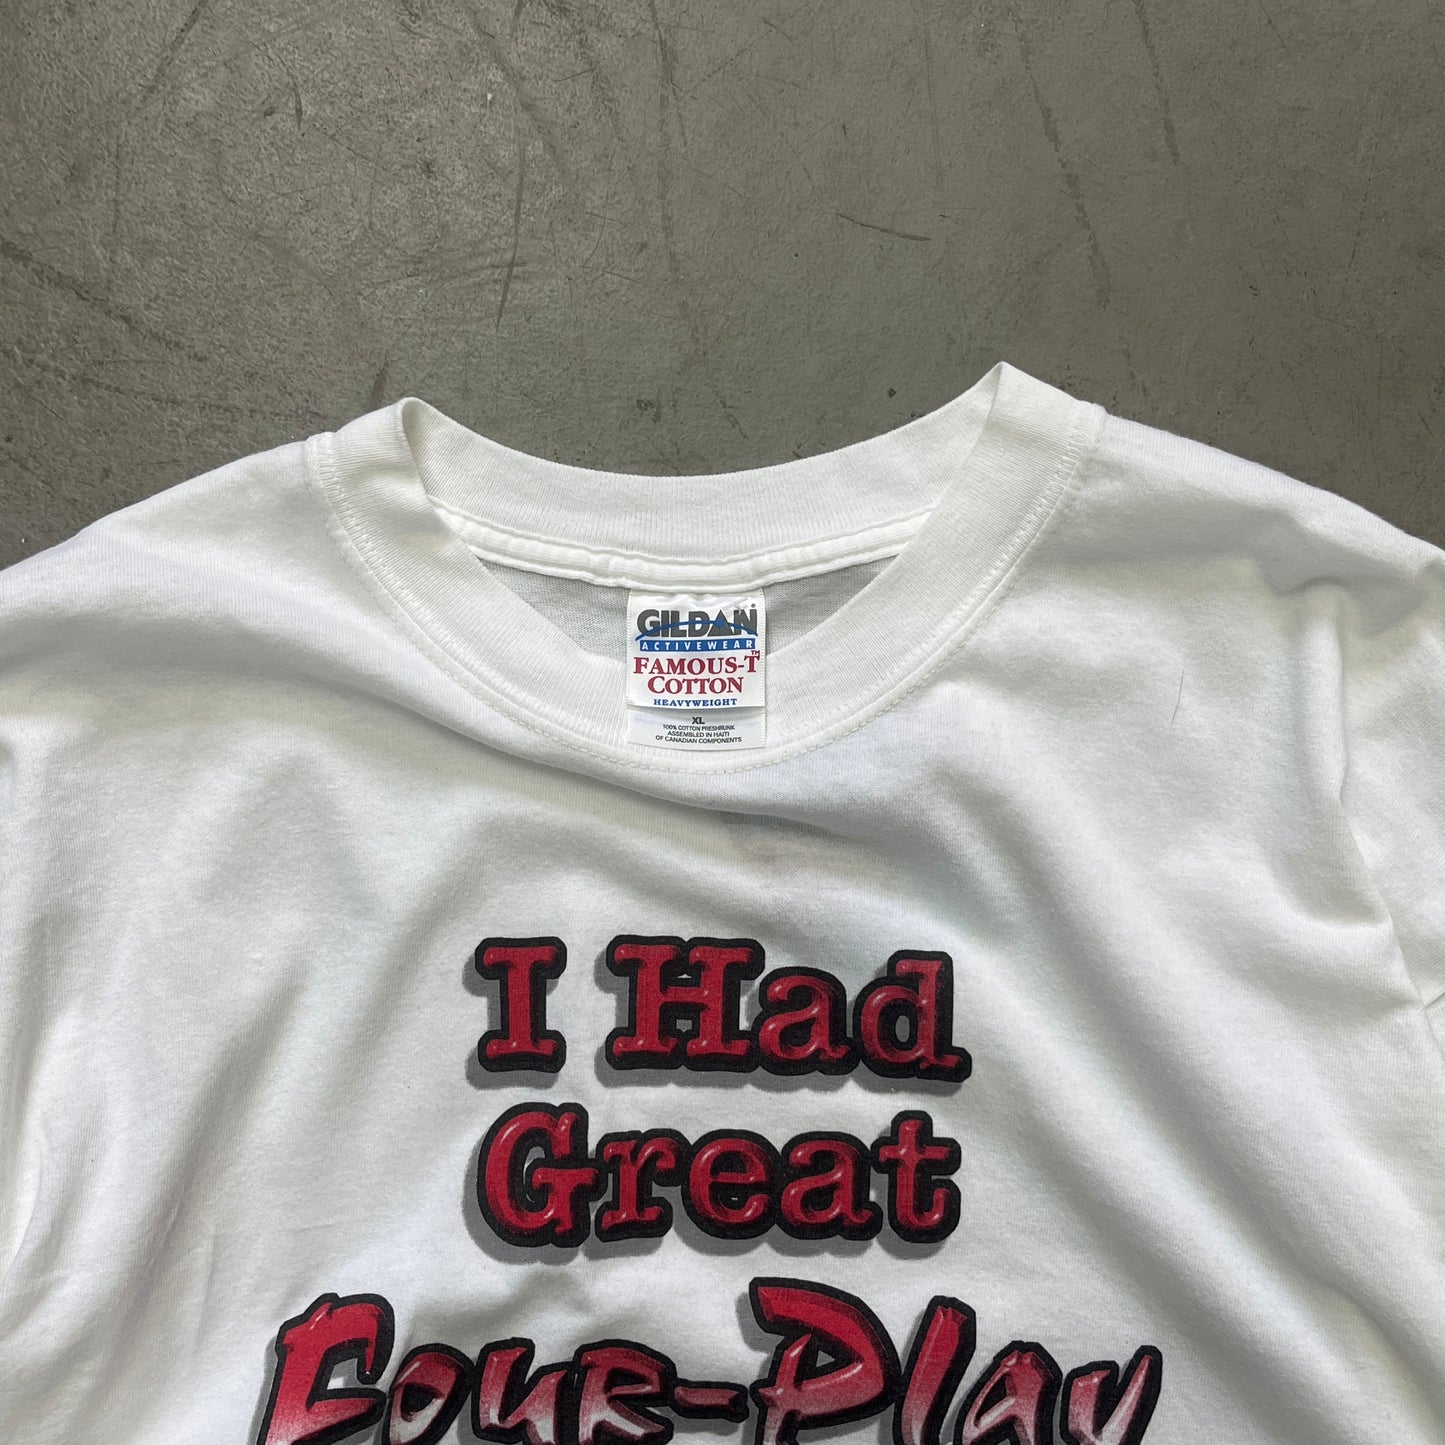 GILDAN®
ACTIVEWEAR
FAMOUS-T™
COTTON
HEAVYWEIGHT
XL
100% COTTON PRESHRUNK
ASSEMBLED IN HAITI
OF CANADIAN COMPONENTS
I Had
Great
Four-Play